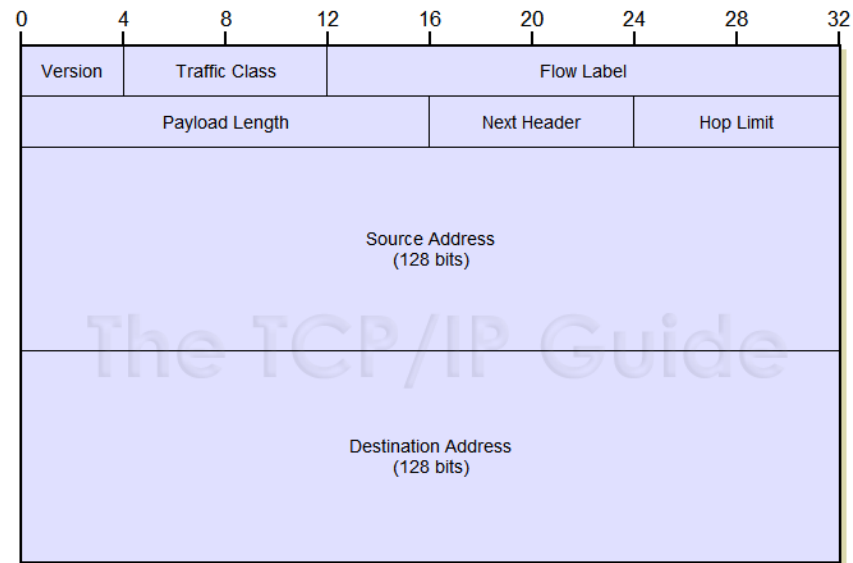 0 4 8 12 16 20 24 28 32
Version Traffic Class Flow Label
Payload Length Next Header Hop Limit
Source Address
(128 bits)
The TCP/IP Guide
Destination Address
(128 bits)